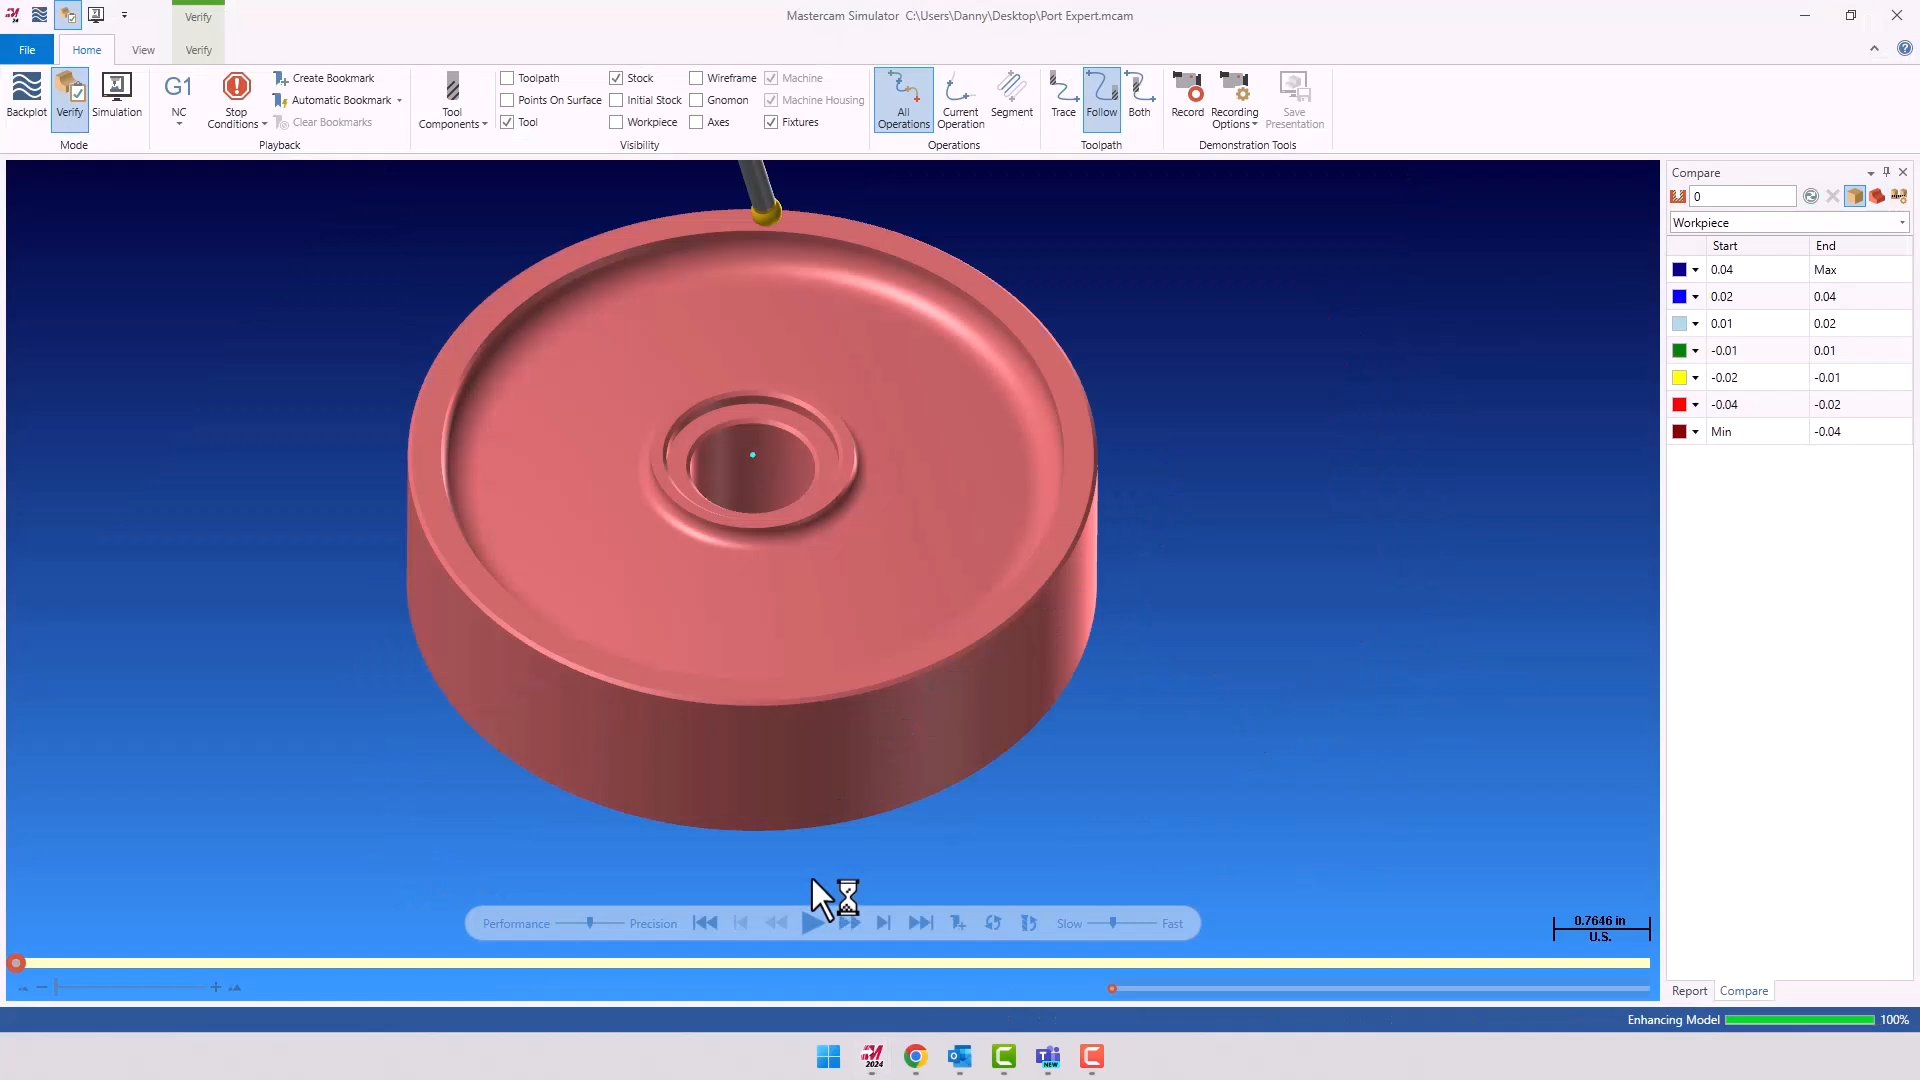 Verify
Mastercam Simulator  C:\Users\Danny\Desktop\Port Expert.mcam
File
Home
View
Verify
Backplot
Verify
Simulation
Mode
G1
NC
Stop Conditions
Create Bookmark
Automatic Bookmark
Clear Bookmarks
Playback
Tool Components
Toolpath
Points On Surface
Tool
Stock
Initial Stock
Workpiece
Wireframe
Gnomon
Axes
Machine
Machine Housing
Fixtures
Visibility
All Operations
Current Operation
Segment
Operations
Trace
Follow
Both
Toolpath
Record
Recording Options
Save Presentation
Demonstration Tools
Compare
0
Workpiece
Start End
0.04 Max
0.02 0.04
0.01 0.02
-0.01 0.01
-0.02 -0.01
-0.04 -0.02
Min -0.04
Performance Precision
Slow Fast
0.7646 in
U.S.
Report Compare
Enhancing Model 100%
2024
NEW